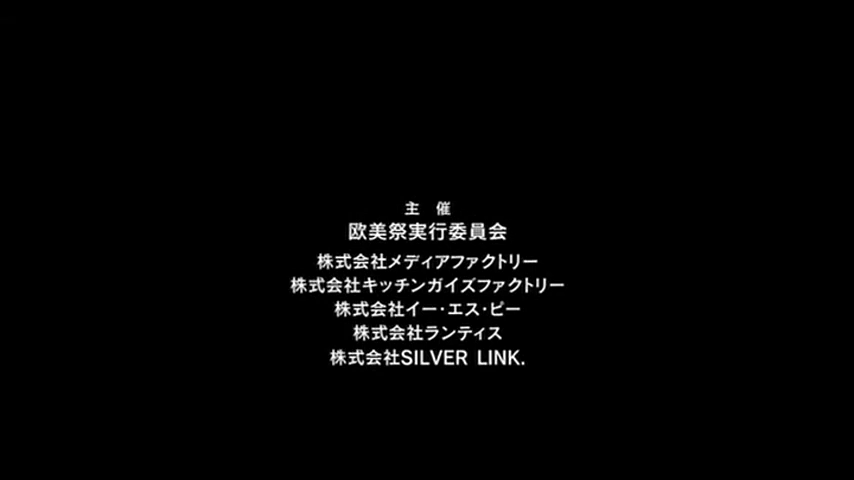 主 催
欧美祭実行委員会
株式会社メディアファクトリー
株式会社キッチンガイズファクトリー
株式会社イー・エス・ピー
株式会社ランティス
株式会社SILVER LINK.